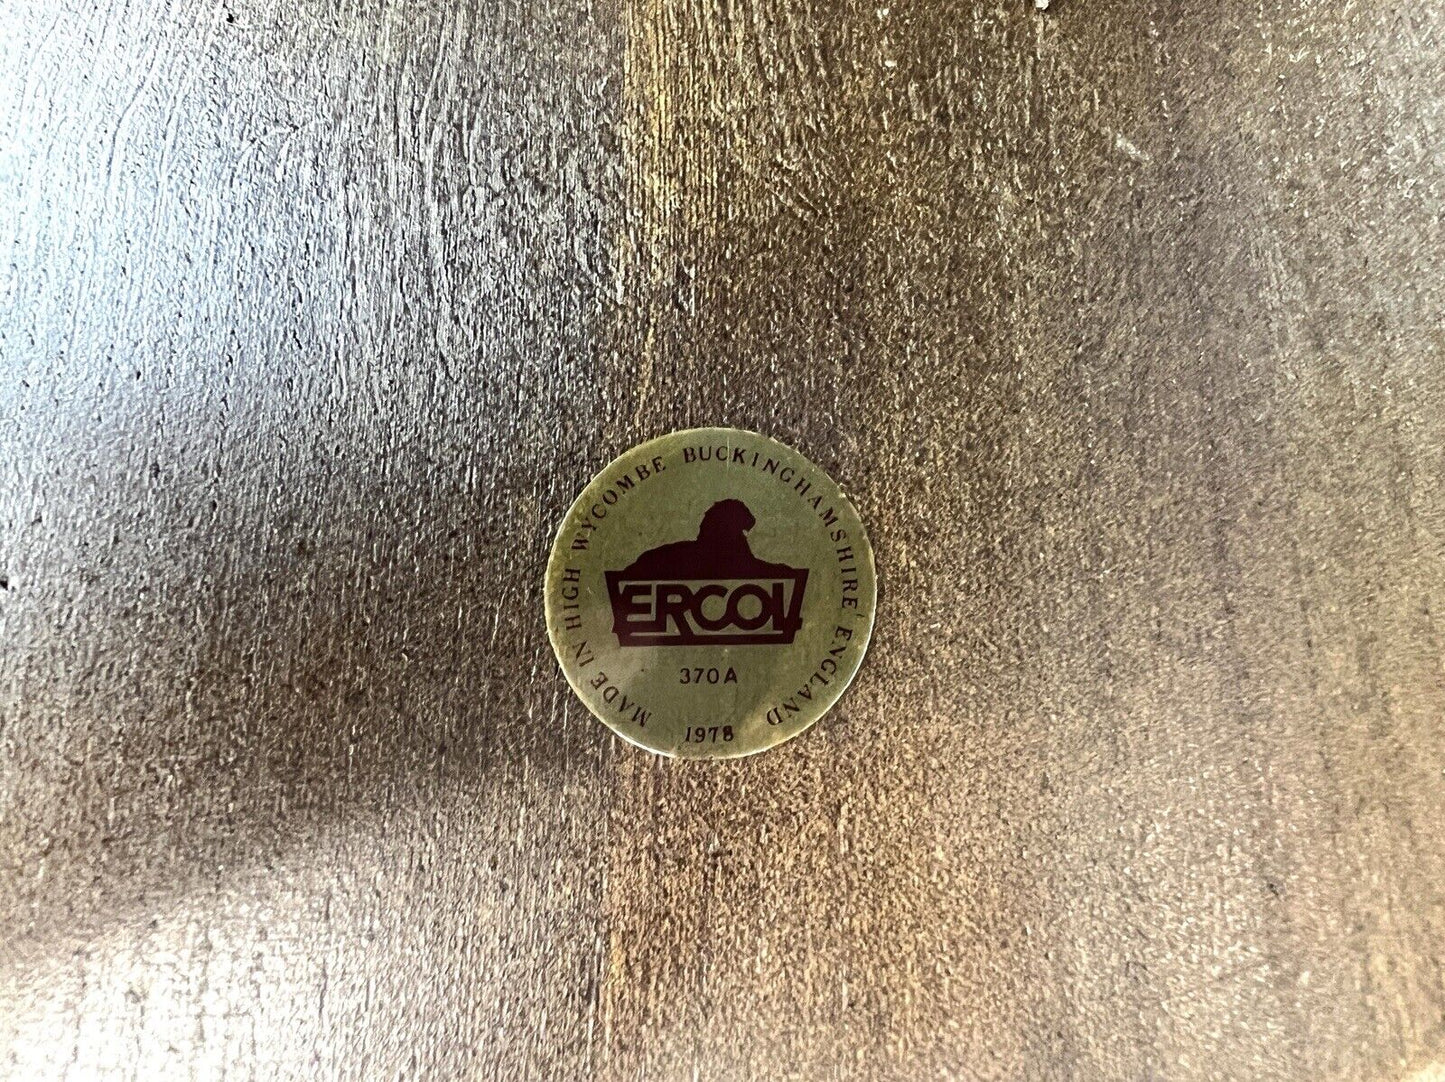 MADE IN HIGH WYCOMBE BUCKINGHAMSHIRE ENGLAND
ERCOL
370A
1978